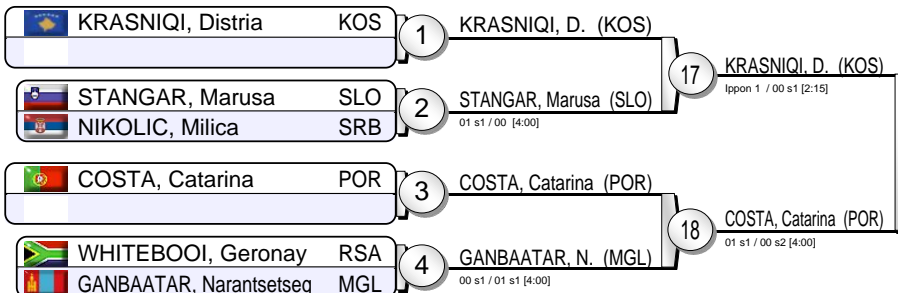 KRASNIQI, Distria KOS
1
KRASNIQI, D. (KOS)
STANGAR, Marusa SLO
NIKOLIC, Milica SRB
2
STANGAR, Marusa (SLO)
01 s1 / 00 [4:00]
17
KRASNIQI, D. (KOS)
Ippon 1 / 00 s1 [2:15]
COSTA, Catarina POR
3
COSTA, Catarina (POR)
WHITEBOOI, Geronay RSA
GANBAATAR, Narantsetseg MGL
4
GANBAATAR, N. (MGL)
00 s1 / 01 s1 [4:00]
18
COSTA, Catarina (POR)
01 s1 / 00 s2 [4:00]